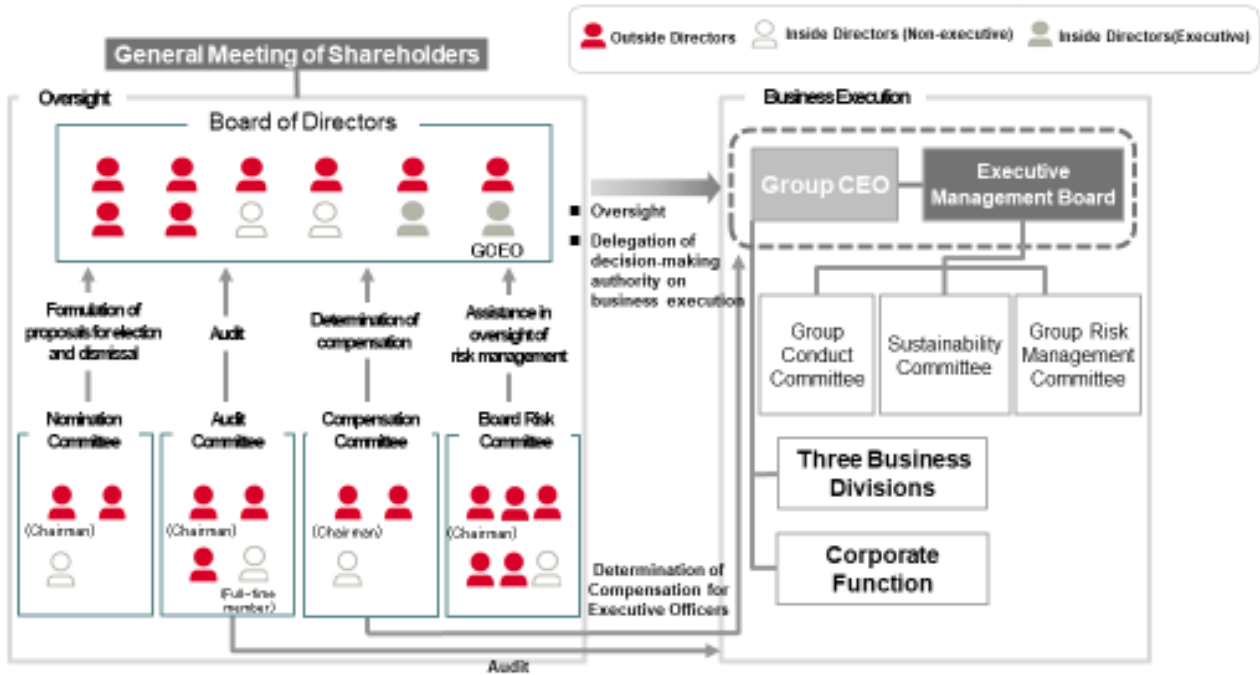 Outside Directors
Inside Directors (Non-executive)
Inside Directors(Executive)
General Meeting of Shareholders
Oversight
Board of Directors
GCEO
Formulation of
proposals for election
and dismissal
Audit
Determination of
compensation
Assistance in
oversight of
risk management
Nomination
Committee
(Chairman)
Audit
Committee
(Chairman)
(Full-time
member)
Compensation
Committee
(Chairman)
Board Risk
Committee
(Chairman)
■ Oversight
■ Delegation of
decision-making
authority on
business execution
Determination of
Compensation for
Executive Officers
Audit
Business Execution
Group CEO
Executive
Management Board
Group
Conduct
Committee
Sustainability
Committee
Group Risk
Management
Committee
Three Business
Divisions
Corporate
Function